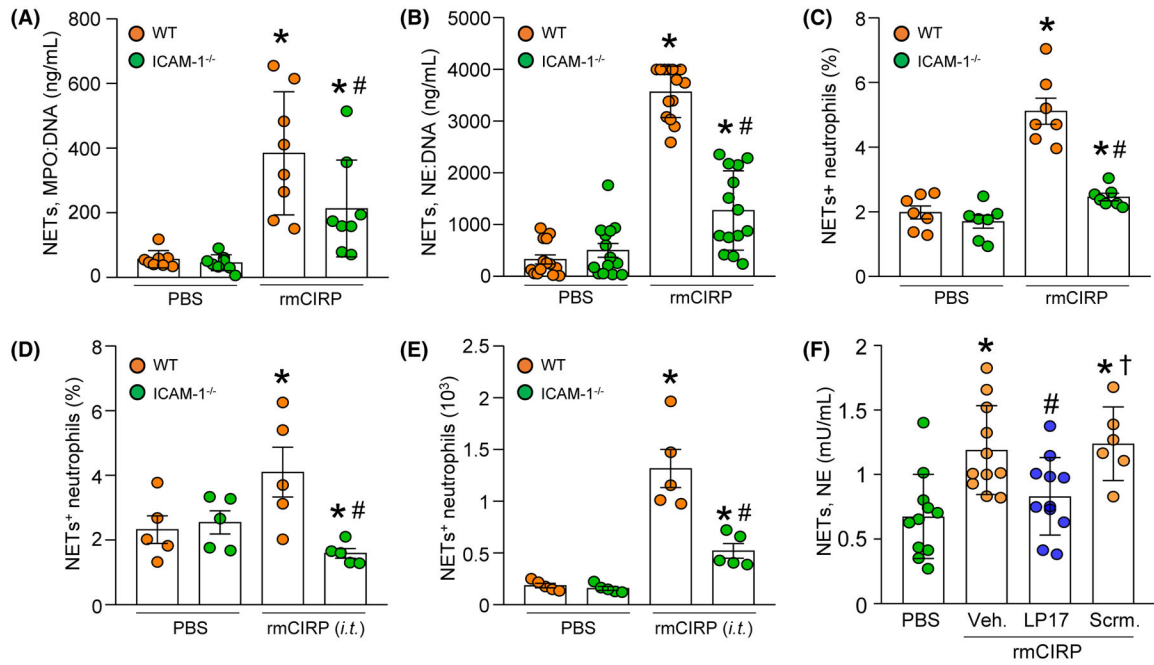 (A)
NETs, MPO:DNA (ng/mL)
800
600
400
200
0
WT
ICAM-1⁻/⁻
*
* #
PBS
rmCIRP
(B)
NETs, NE:DNA (ng/mL)
5000
4000
3000
2000
1000
0
WT
ICAM-1⁻/⁻
*
* #
PBS
rmCIRP
(C)
NETs+ neutrophils (%)
8
6
4
2
0
WT
ICAM-1⁻/⁻
*
* #
PBS
rmCIRP
(D)
NETs⁺ neutrophils (%)
8
6
4
2
0
WT
ICAM-1⁻/⁻
*
* #
PBS
rmCIRP (i.t.)
(E)
NETs⁺ neutrophils (10³)
2.5
2
1.5
1
0.5
0
WT
ICAM-1⁻/⁻
*
* #
PBS
rmCIRP (i.t.)
(F)
NETs, NE (mU/mL)
2
1.5
1
0.5
0
*
#
* †
PBS
Veh.
LP17
Scrm.
rmCIRP